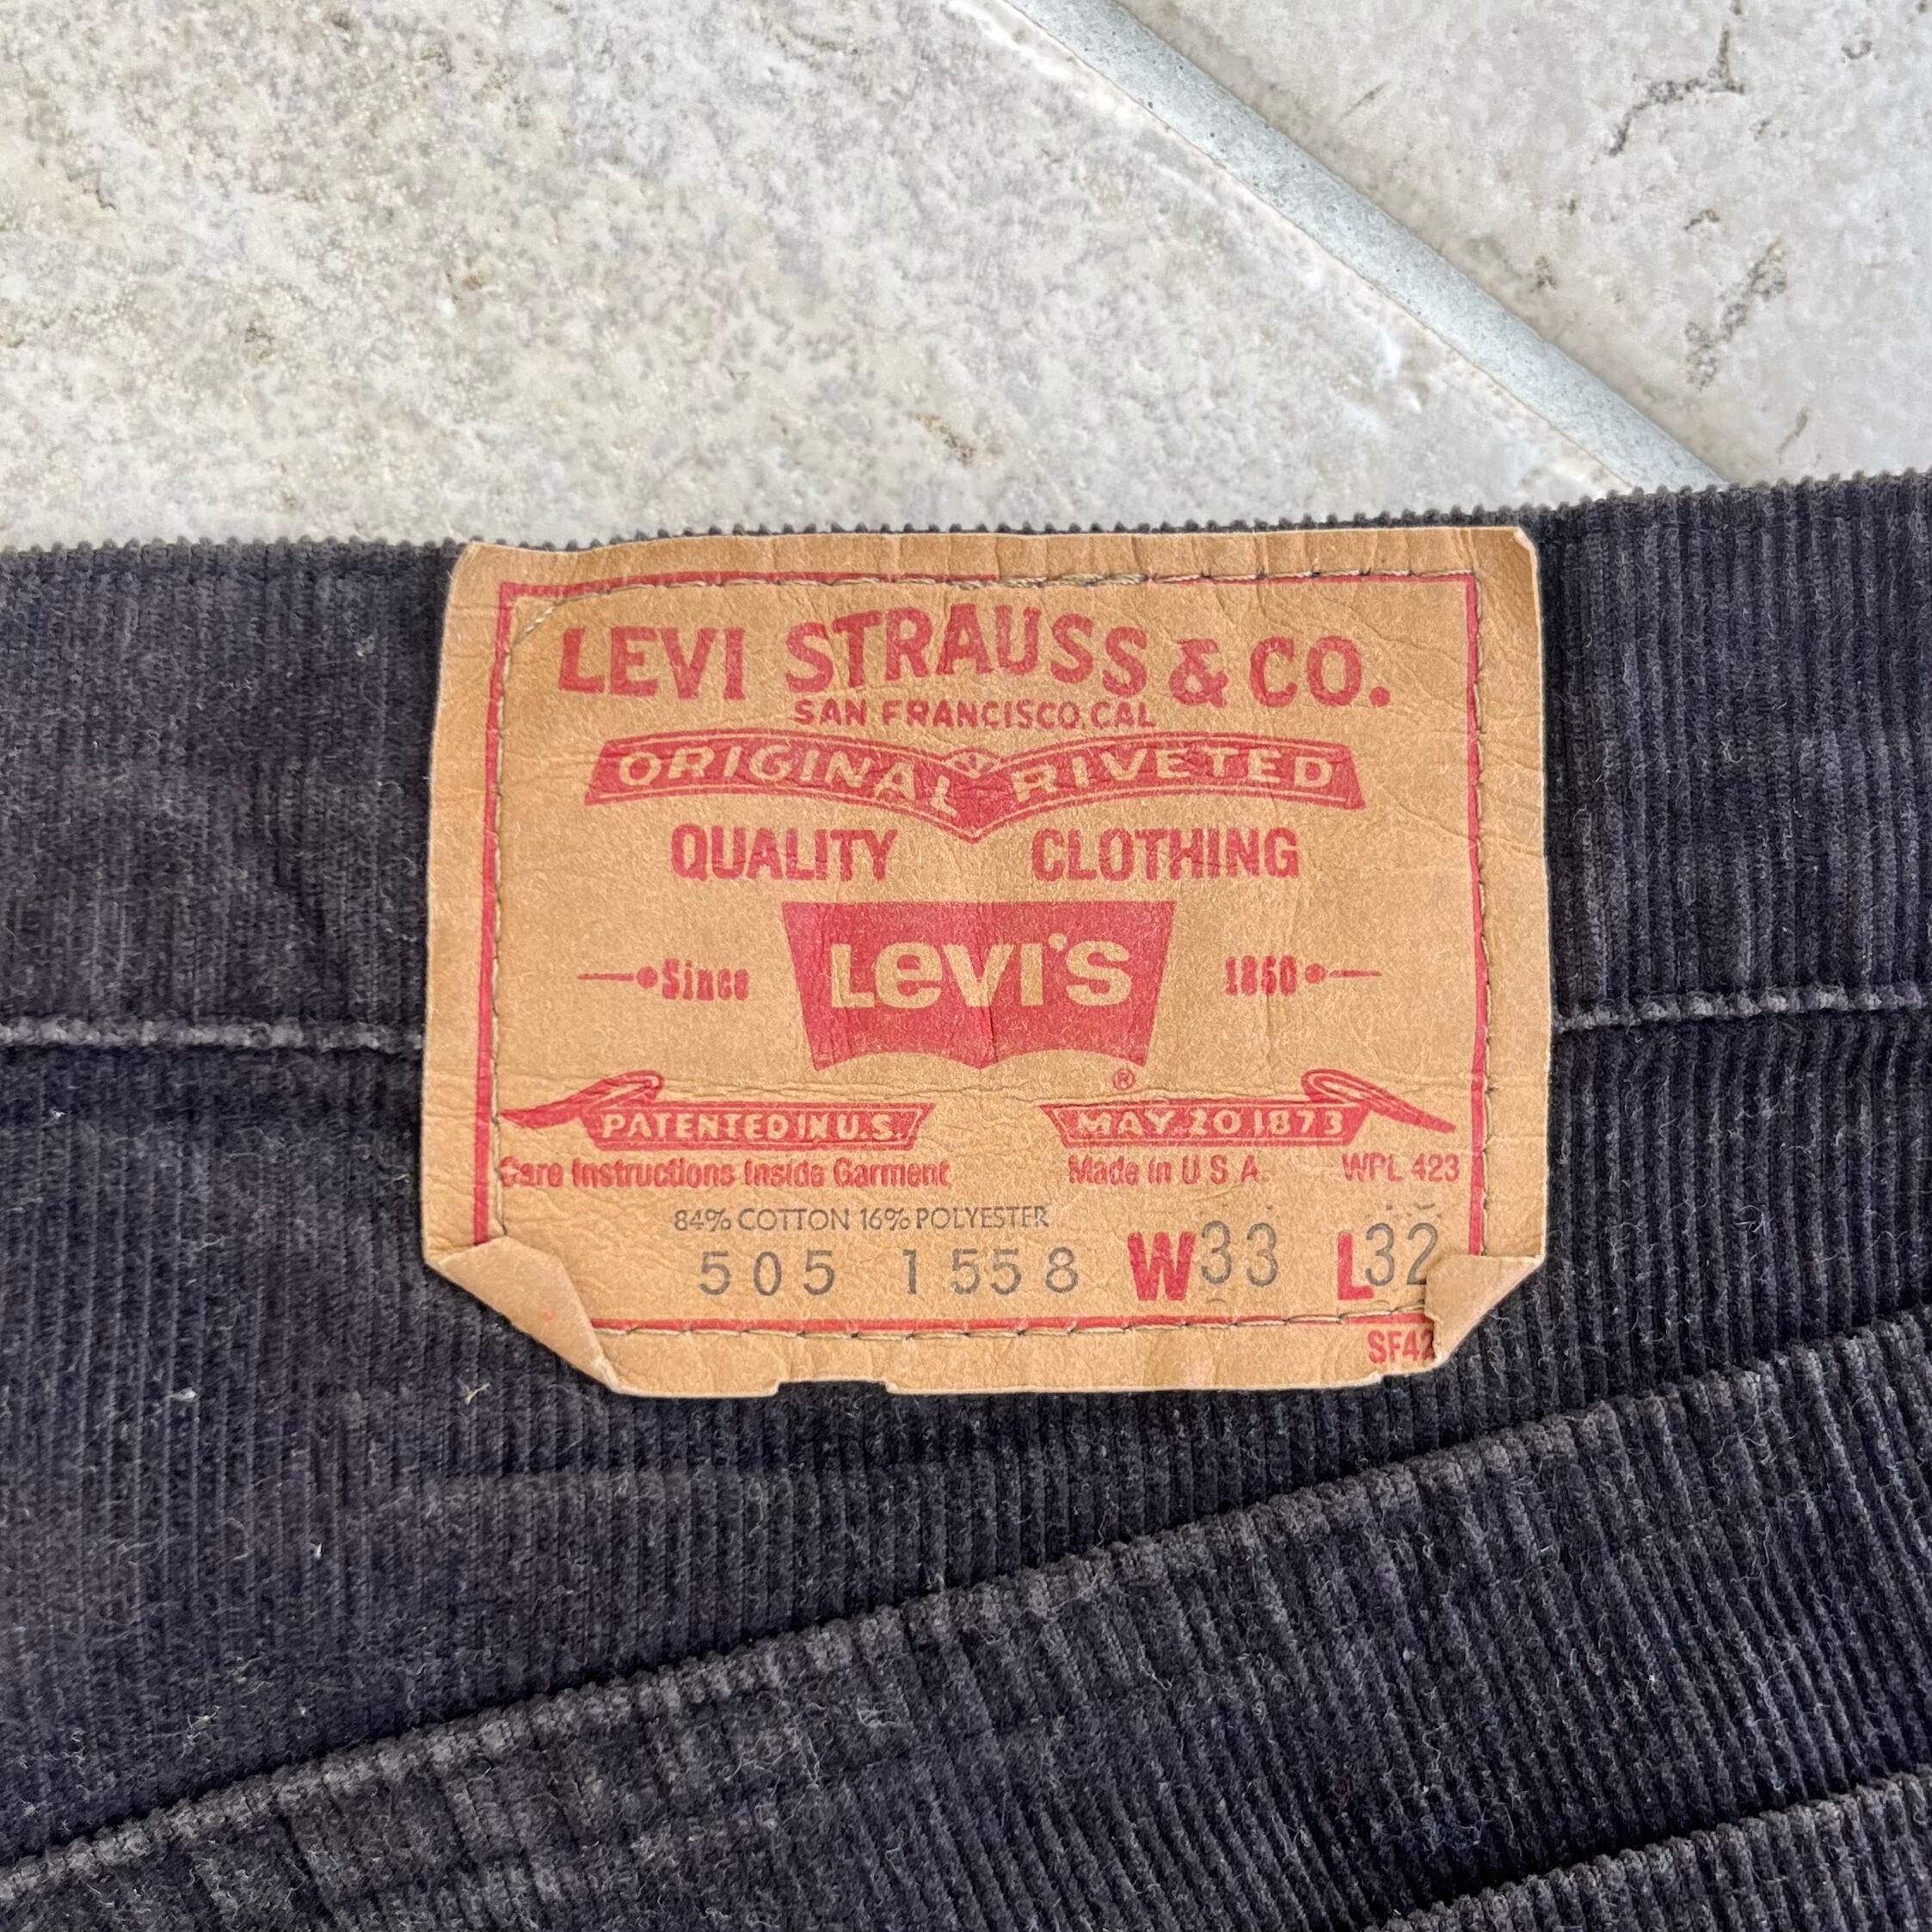 LEVI STRAUSS & CO.
SAN FRANCISCO, CAL
ORIGINAL RIVETED
QUALITY CLOTHING
Since LEVI'S 1850
®
PATENTED IN U.S. MAY 20 1873
Care Instructions Inside Garment Made in U S A. WPL 423
84% COTTON 16% POLYESTER
505 1558 W33 L32